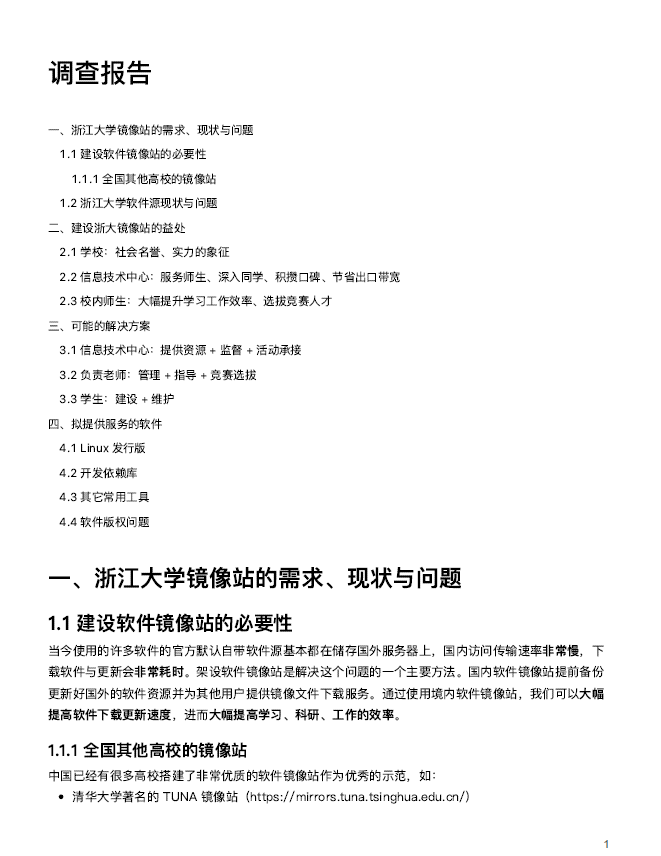 调查报告
一、浙江大学镜像站的需求、现状与问题
1.1 建设软件镜像站的必要性
1.1.1 全国其他高校的镜像站
1.2 浙江大学软件源现状与问题
二、建设浙大镜像站的益处
2.1 学校：社会名誉、实力的象征
2.2 信息技术中心：服务师生、深入同学、积攒口碑、节省出口带宽
2.3 校内师生：大幅提升学习工作效率、选拔竞赛人才
三、可能的解决方案
3.1 信息技术中心：提供资源 + 监督 + 活动承接
3.2 负责老师：管理 + 指导 + 竞赛选拔
3.3 学生：建设 + 维护
四、拟提供服务的软件
4.1 Linux 发行版
4.2 开发依赖库
4.3 其它常用工具
4.4 软件版权问题
一、浙江大学镜像站的需求、现状与问题
1.1 建设软件镜像站的必要性
当今使用的许多软件的官方默认自带软件源基本都在储存国外服务器上，国内访问传输速率非常慢，下
载软件与更新会非常耗时。架设软件镜像站是解决这个问题的一个主要方法。国内软件镜像站提前备份
更新好国外的软件资源并为其他用户提供镜像文件下载服务。通过使用境内软件镜像站，我们可以大幅
提高软件下载更新速度，进而大幅提高学习、科研、工作的效率。
1.1.1 全国其他高校的镜像站
中国已经有很多高校搭建了非常优质的软件镜像站作为优秀的示范，如：
• 清华大学著名的 TUNA 镜像站（https://mirrors.tuna.tsinghua.edu.cn/）
1